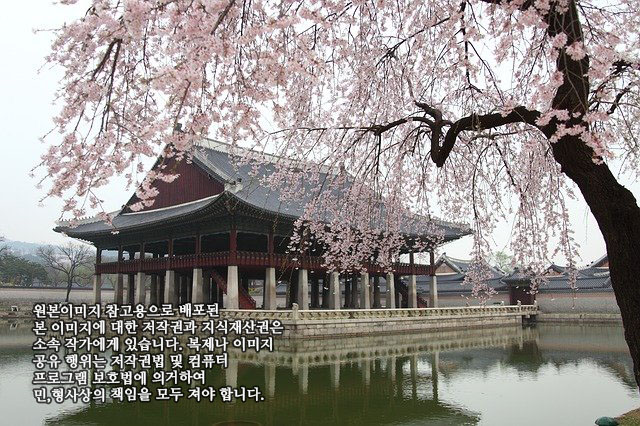 원본이미지 참고용으로 배포된
본 이미지에 대한 저작권과 지식재산권은
소속 작가에게 있습니다. 복제나 이미지
공유 행위는 저작권법 및 컴퓨터
프로그램 보호법에 의거하여
민,형사상의 책임을 모두 져야 합니다.